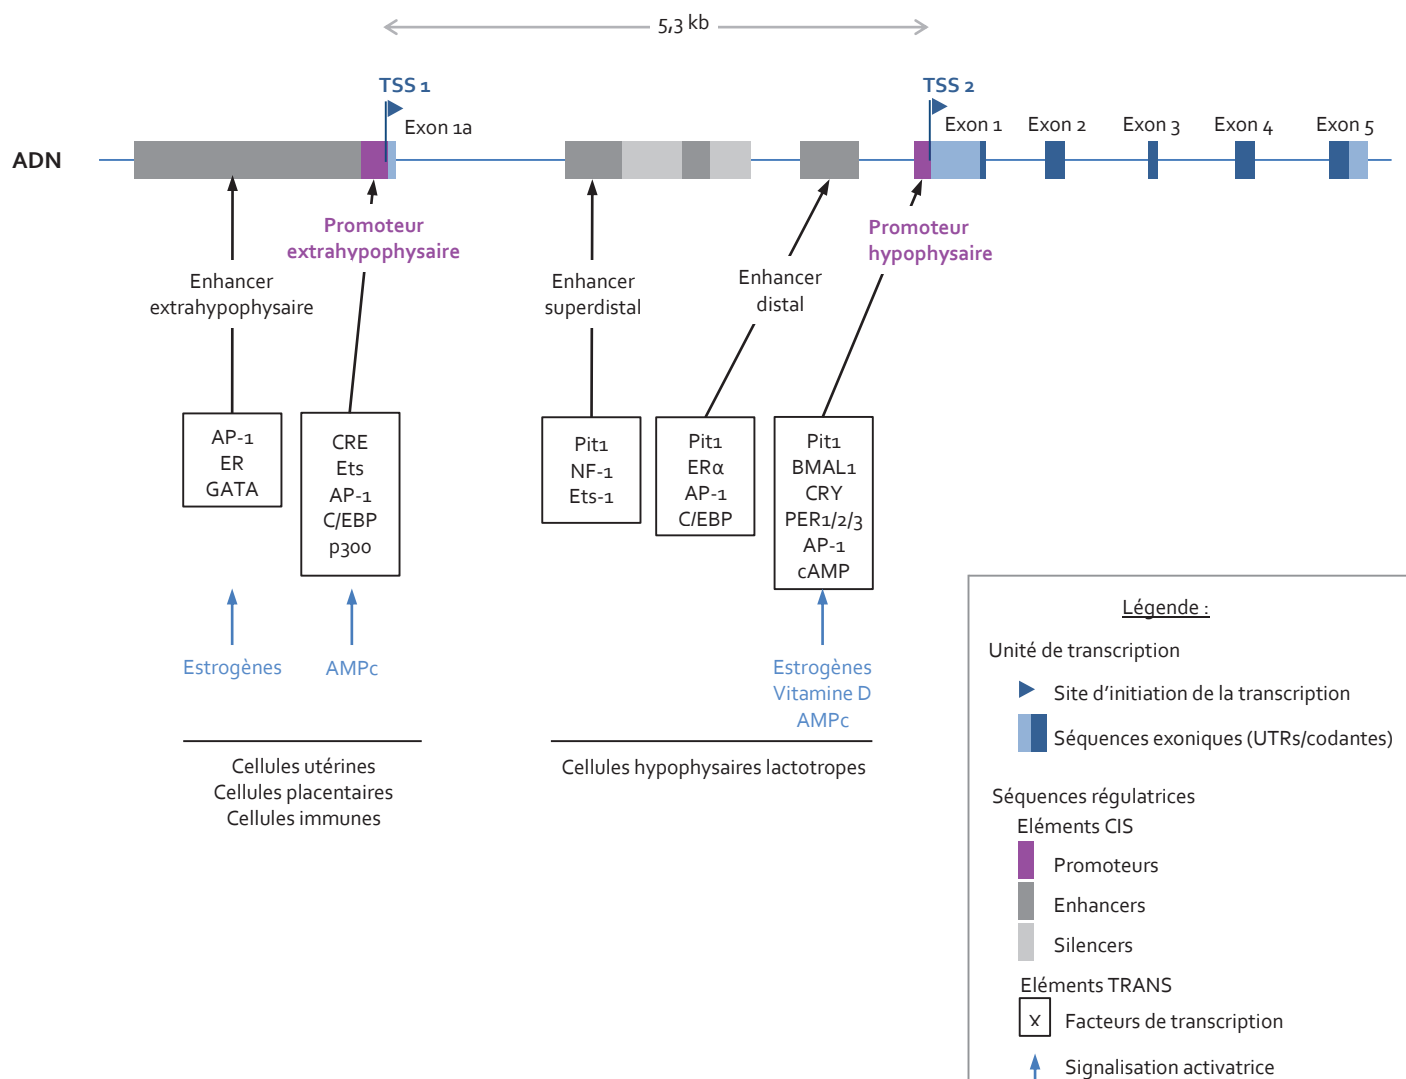 5,3 kb
TSS 1
TSS 2
Exon 1a
Exon 1
Exon 2
Exon 3
Exon 4
Exon 5
ADN
Promoteur
extrahypophysaire
Promoteur
hypophysaire
Enhancer
extrahypophysaire
Enhancer
superdistal
Enhancer
distal
AP-1
ER
GATA
CRE
Ets
AP-1
C/EBP
p300
Pit1
NF-1
Ets-1
Pit1
ERα
AP-1
C/EBP
Pit1
BMAL1
CRY
PER1/2/3
AP-1
cAMP
Estrogènes
AMPc
Estrogènes
Vitamine D
AMPc
Cellules utérines
Cellules placentaires
Cellules immunes
Cellules hypophysaires lactotropes
Légende :
Unité de transcription
Site d'initiation de la transcription
Séquences exoniques (UTRs/codantes)
Séquences régulatrices
Eléments CIS
Promoteurs
Enhancers
Silencers
Eléments TRANS
X Facteurs de transcription
Signalisation activatrice